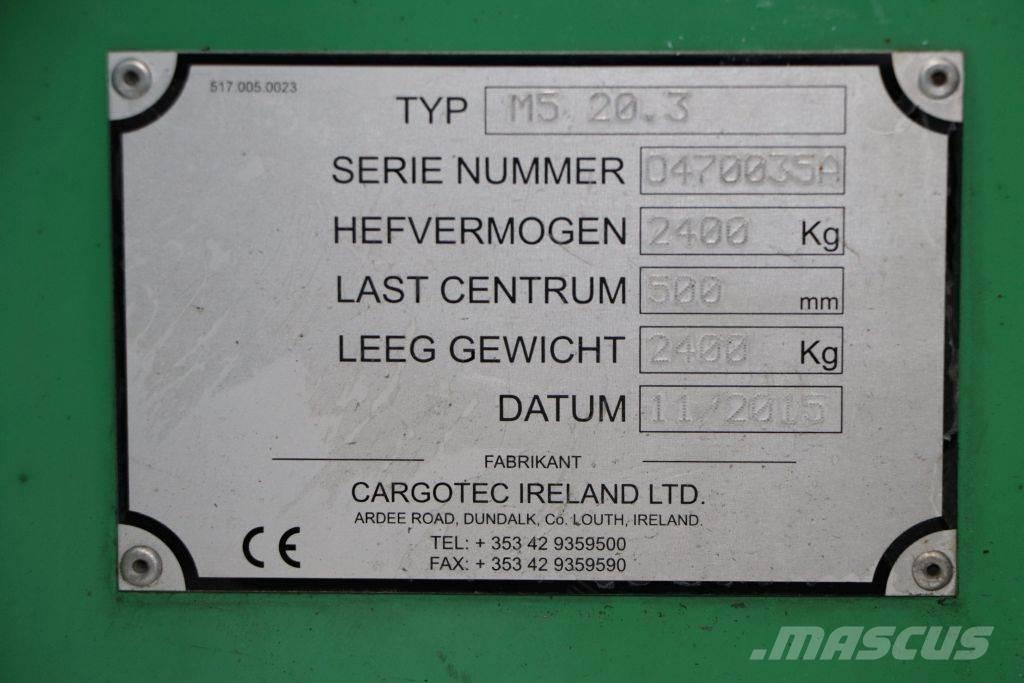 517.005.0023
TYP M5 20.3
SERIE NUMMER 0470035A
HEFVERMOGEN 2400 Kg
LAST CENTRUM 500 mm
LEEG GEWICHT 2400 Kg
DATUM 11/2015
FABRIKANT
CARGOTEC IRELAND LTD.
ARDEE ROAD, DUNDALK, Co. LOUTH, IRELAND.
TEL: + 353 42 9359500
CE FAX: + 353 42 9359590
.MASCUS